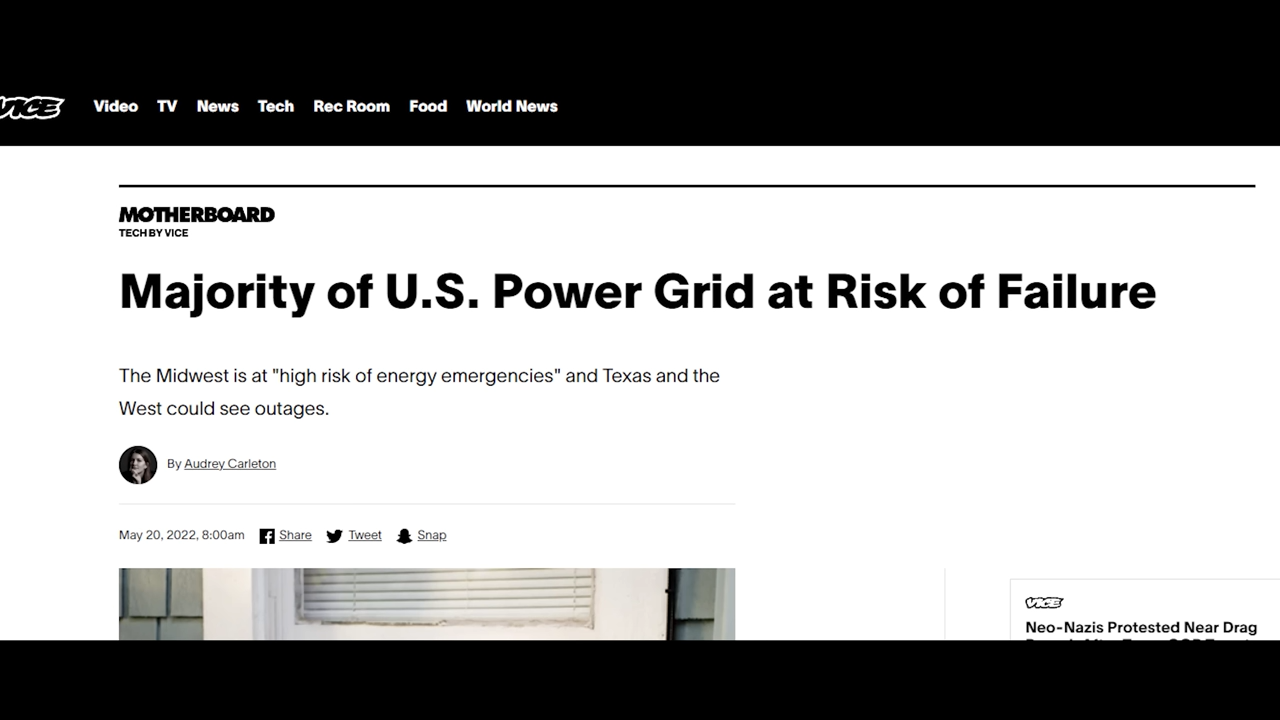 VICE Video TV News Tech Rec Room Food World News
MOTHERBOARD
TECH BY VICE
Majority of U.S. Power Grid at Risk of Failure
The Midwest is at "high risk of energy emergencies" and Texas and the
West could see outages.
By Audrey Carleton
May 20, 2022, 8:00am Share Tweet Snap
VICE
Neo-Nazis Protested Near Drag